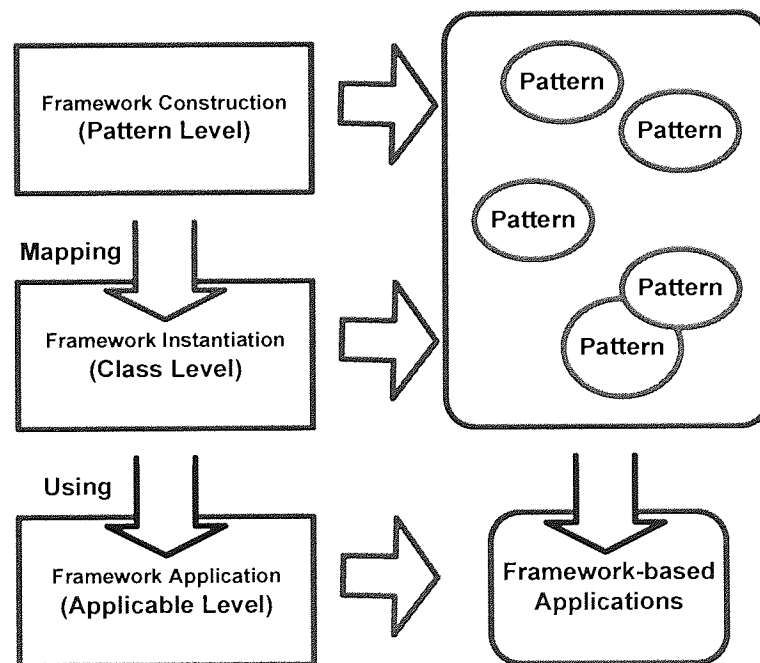 Framework Construction
(Pattern Level)
Pattern
Pattern
Pattern
Pattern
Pattern
Mapping
Framework Instantiation
(Class Level)
Using
Framework Application
(Applicable Level)
Framework-based
Applications